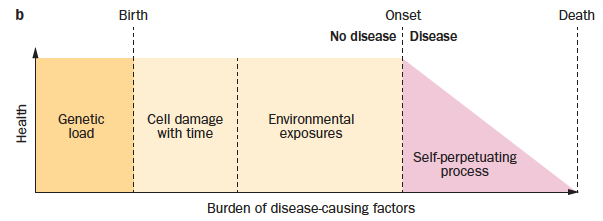 b
Birth
Onset
Death
No disease
Disease
Health
Genetic
load
Cell damage
with time
Environmental
exposures
Self-perpetuating
process
Burden of disease-causing factors